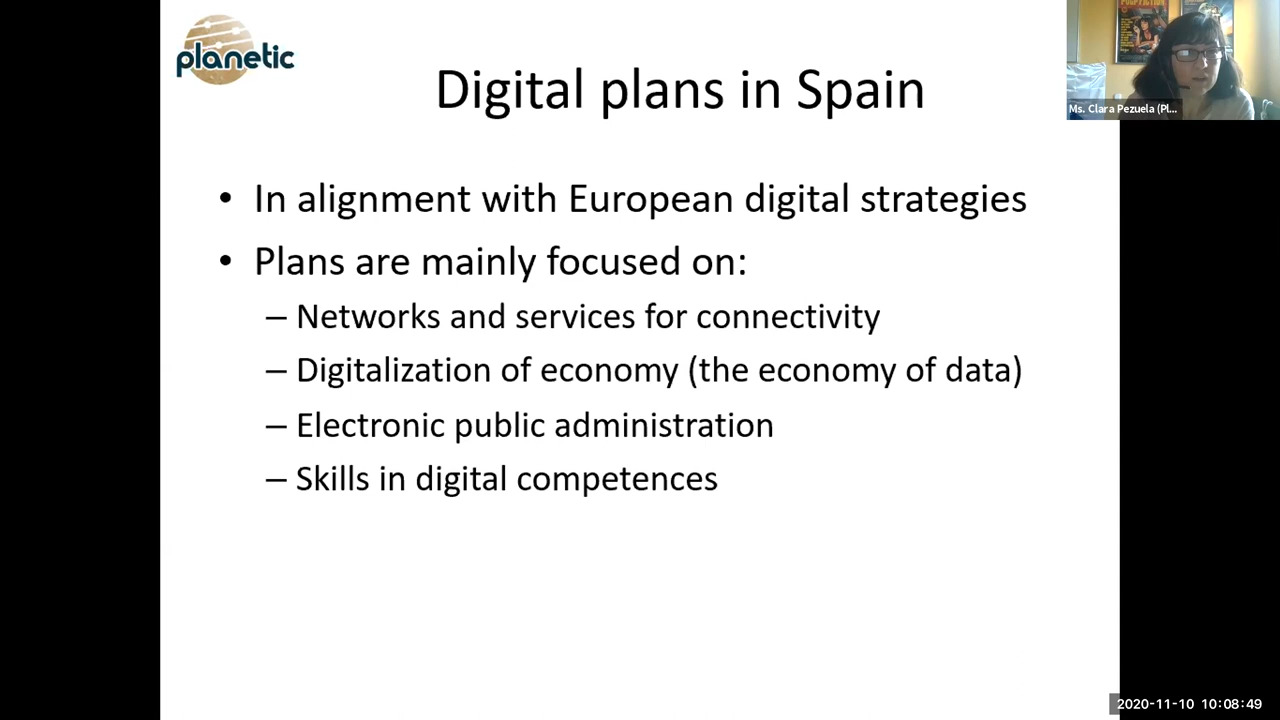 planetic
Digital plans in Spain
PULP FICTION
Ms. Clara Pezuela (Pl...
• In alignment with European digital strategies
• Plans are mainly focused on:
– Networks and services for connectivity
– Digitalization of economy (the economy of data)
– Electronic public administration
– Skills in digital competences
2020-11-10 10:08:49